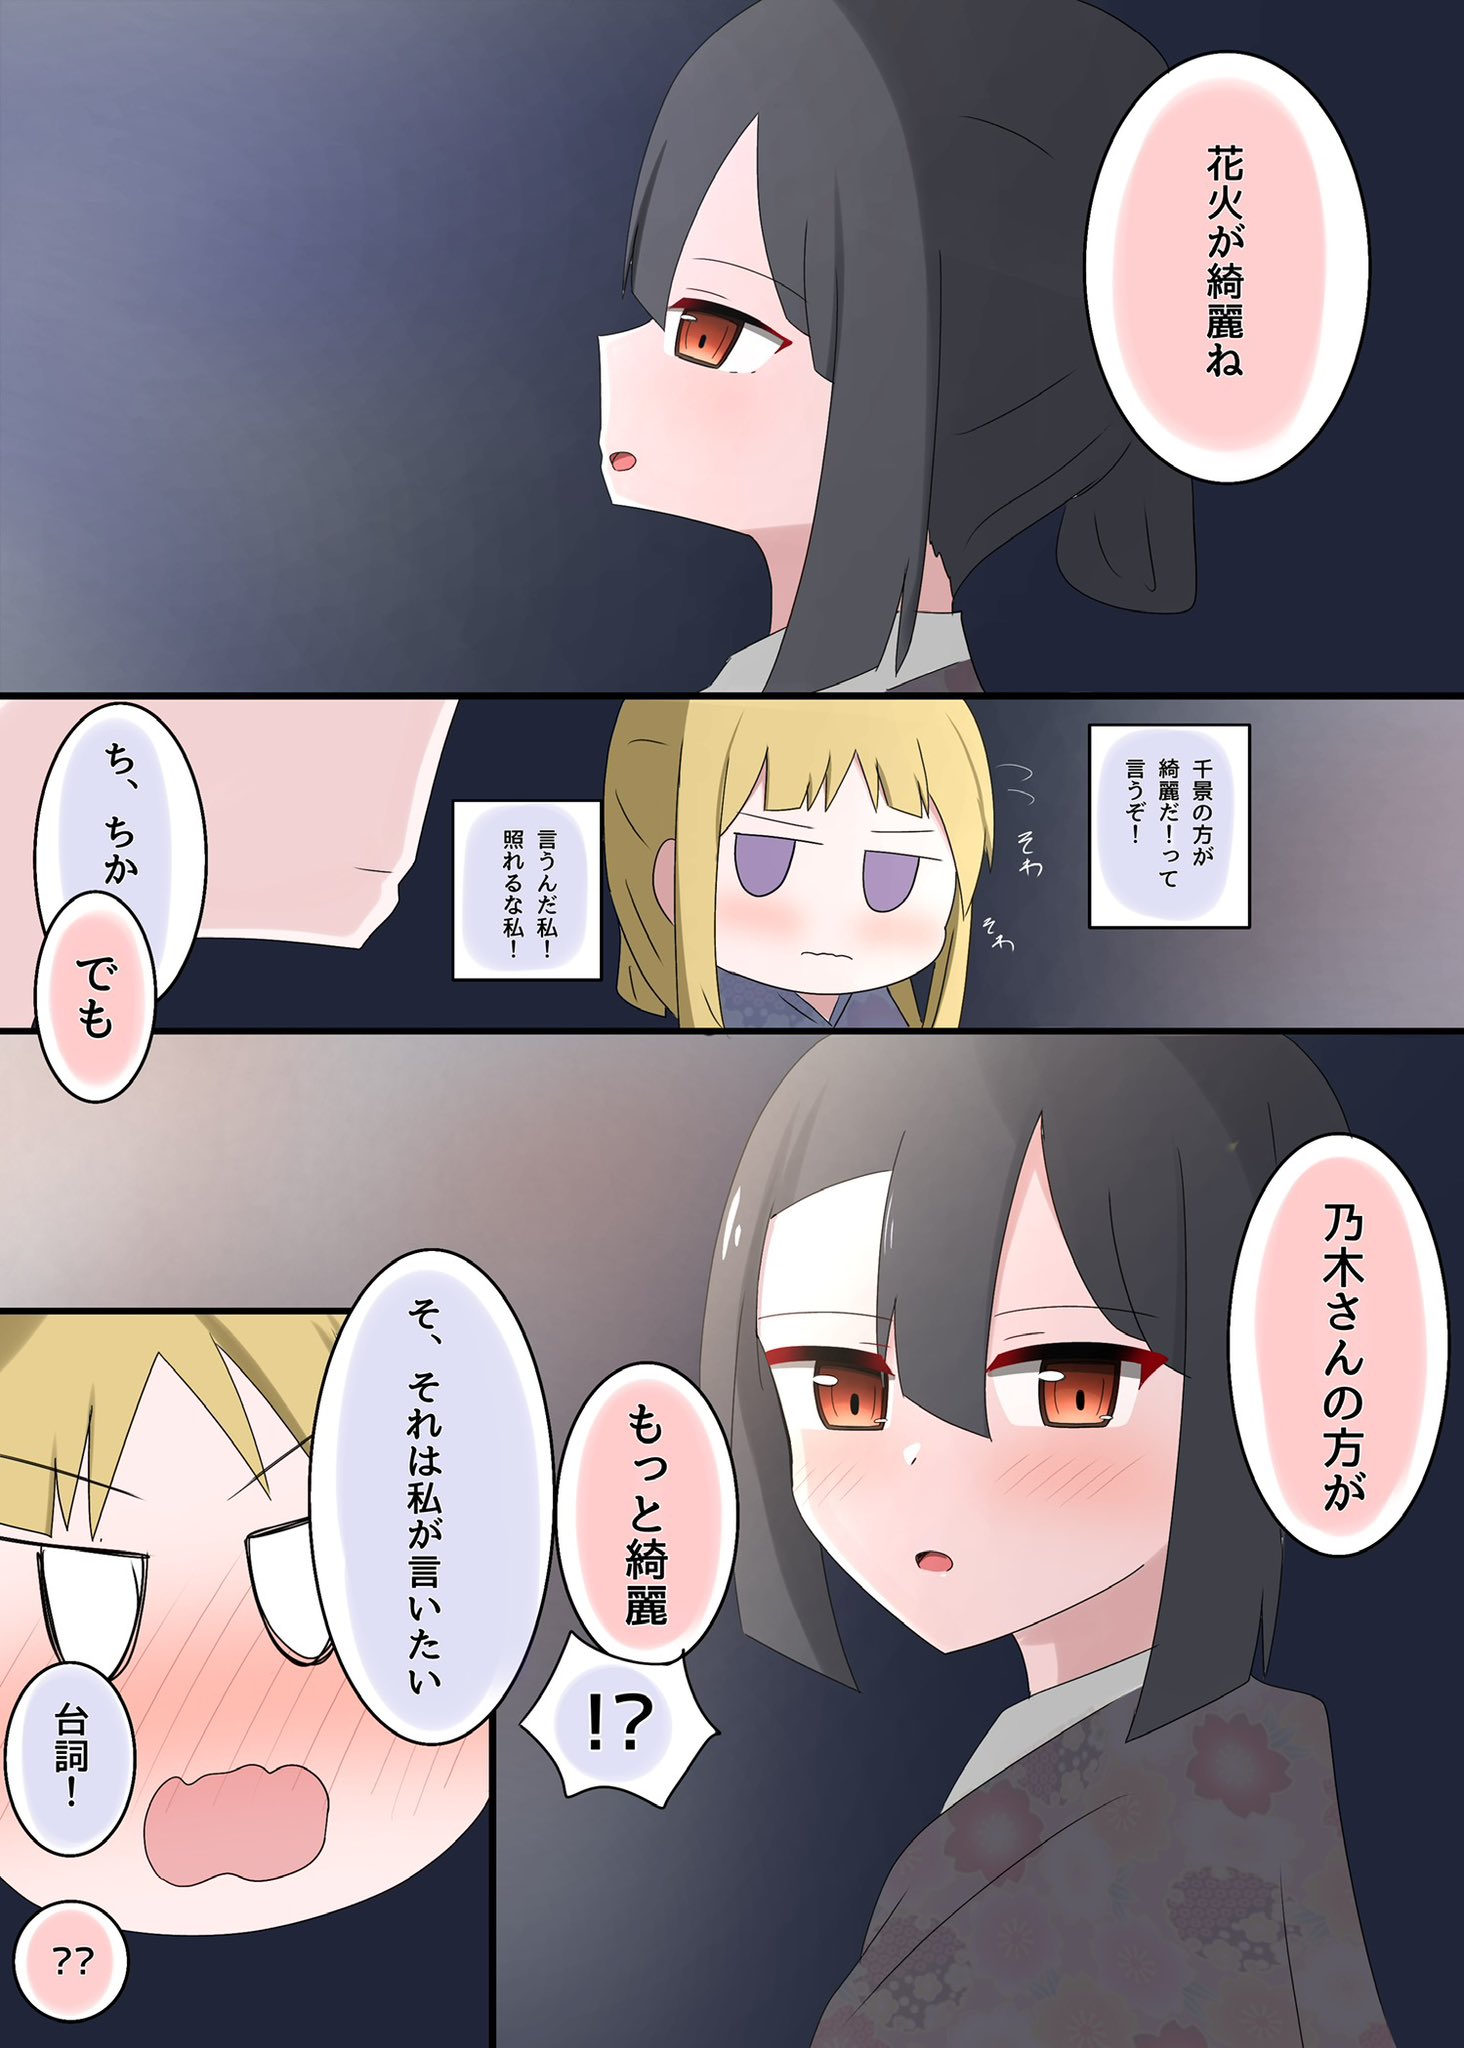 花火が綺麗ね
千景の方が
綺麗だ！って
言うぞ！
そわ
そわ
言うんだ私！
照れるな私！
ち、ちか
でも
乃木さんの方が
もっと綺麗
!?
そ、それは私が言いたい
台詞！
??